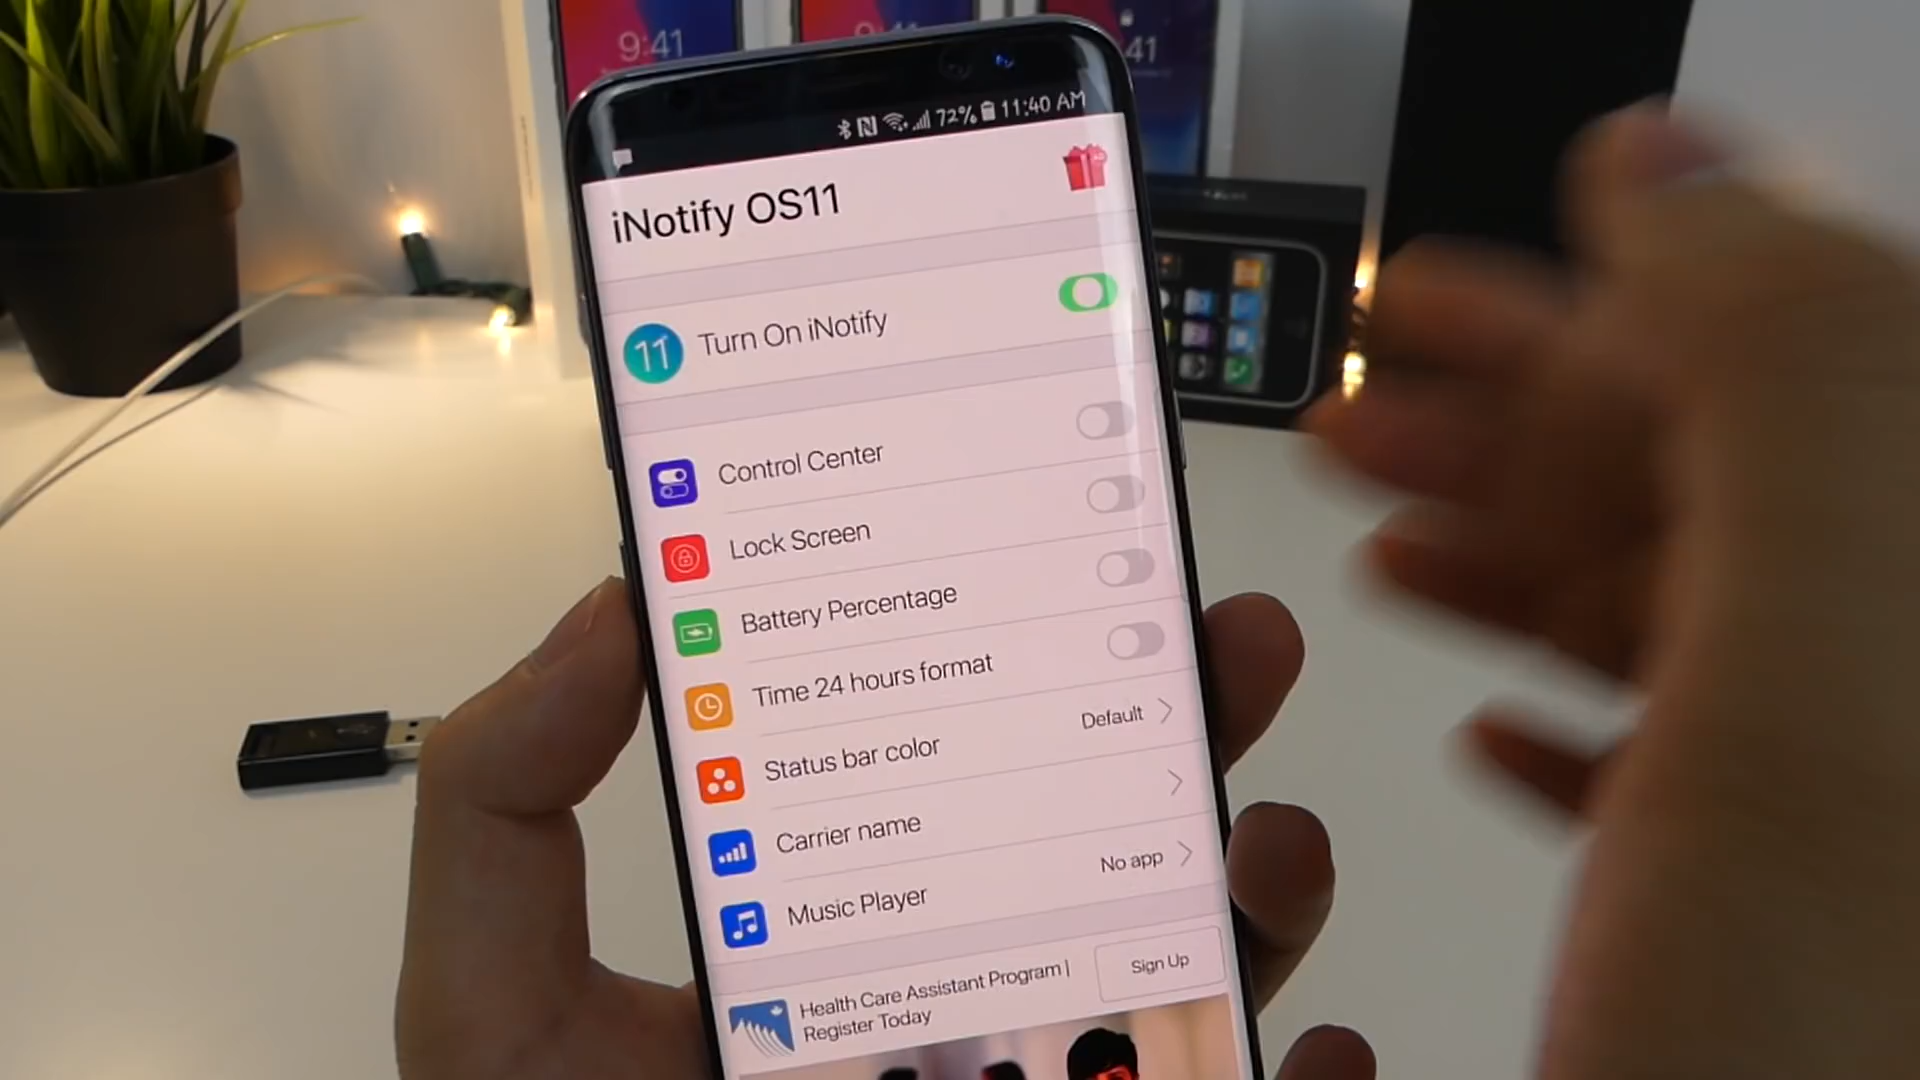 9:41
41
72% 11:40 AM
iNotify OS11
11 Turn On iNotify
Control Center
Lock Screen
Battery Percentage
Time 24 hours format
Status bar color Default
Carrier name
Music Player No app
Health Care Assistant Program |
Register Today
Sign Up